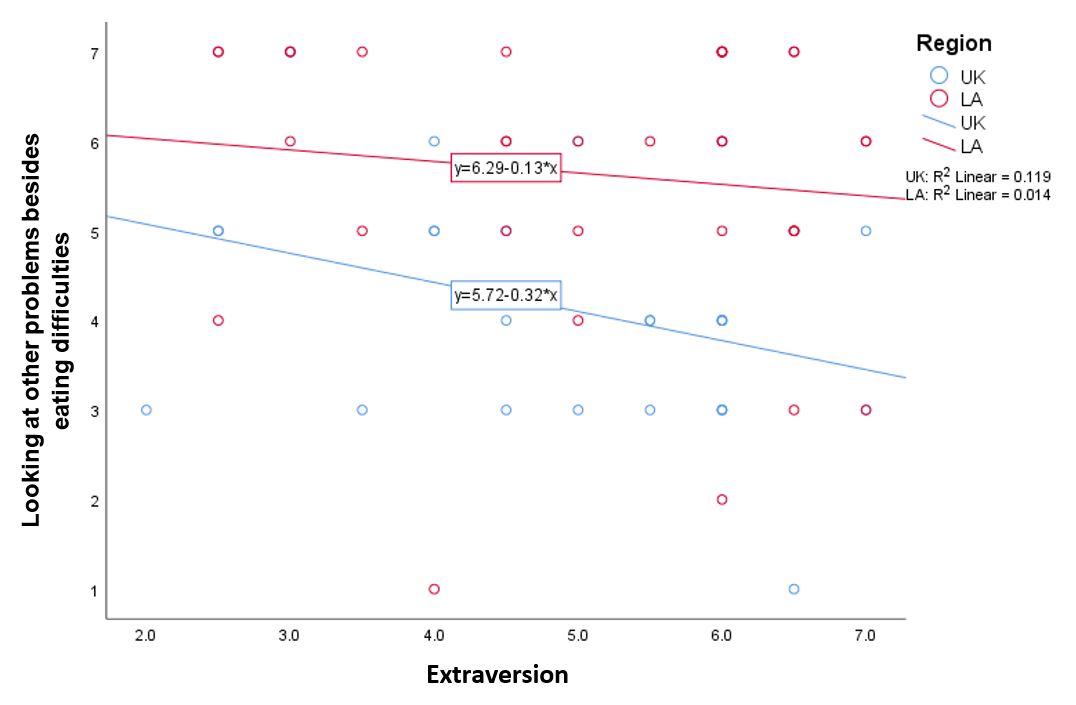 Looking at other problems besides
eating difficulties
7
6
5
4
3
2
1
y=6.29-0.13*x
y=5.72-0.32*x
2.0 3.0 4.0 5.0 6.0 7.0
Extraversion
Region
UK
LA
UK
LA
UK: R² Linear = 0.119
LA: R² Linear = 0.014